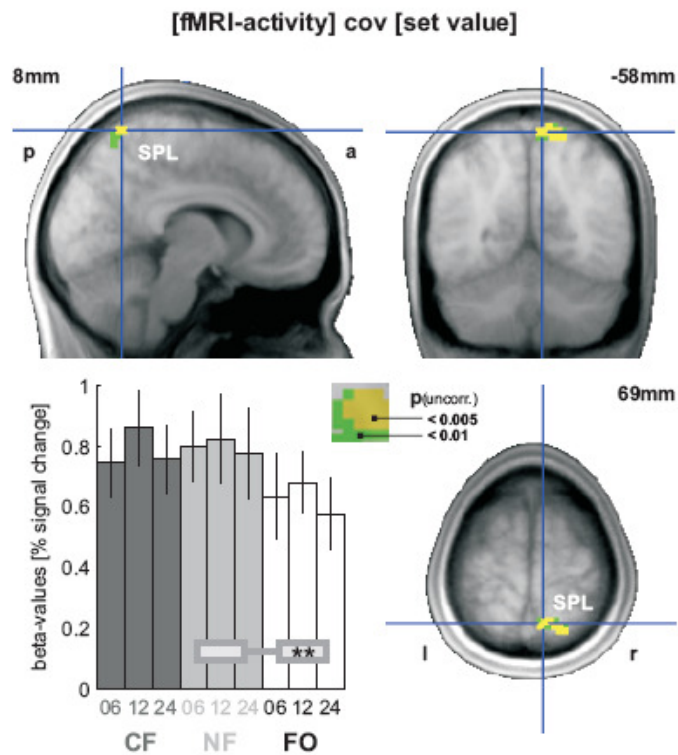 [fMRI-activity] cov [set value]
8mm
-58mm
p
SPL
a
1
0.8
0.6
0.4
0.2
0
beta-values [% signal change]
p(uncorr.)
< 0.005
< 0.01
69mm
SPL
l
r
**
06 12 24 06 12 24 06 12 24
CF NF FO